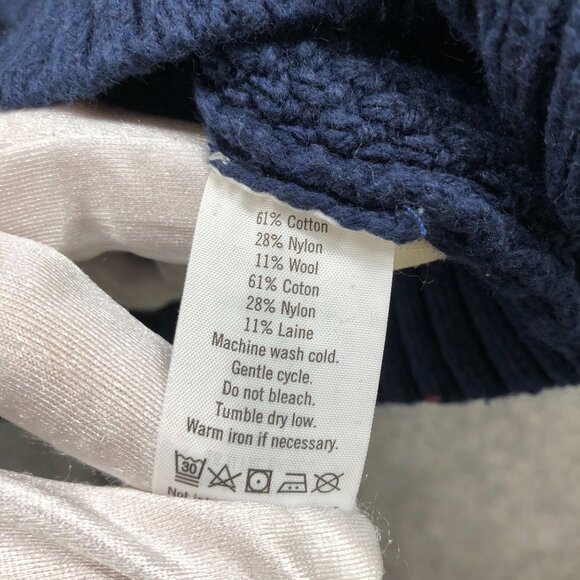 61% Cotton
28% Nylon
11% Wool
61% Coton
28% Nylon
11% Laine
Machine wash cold.
Gentle cycle.
Do not bleach.
Tumble dry low.
Warm iron if necessary.
30
Not